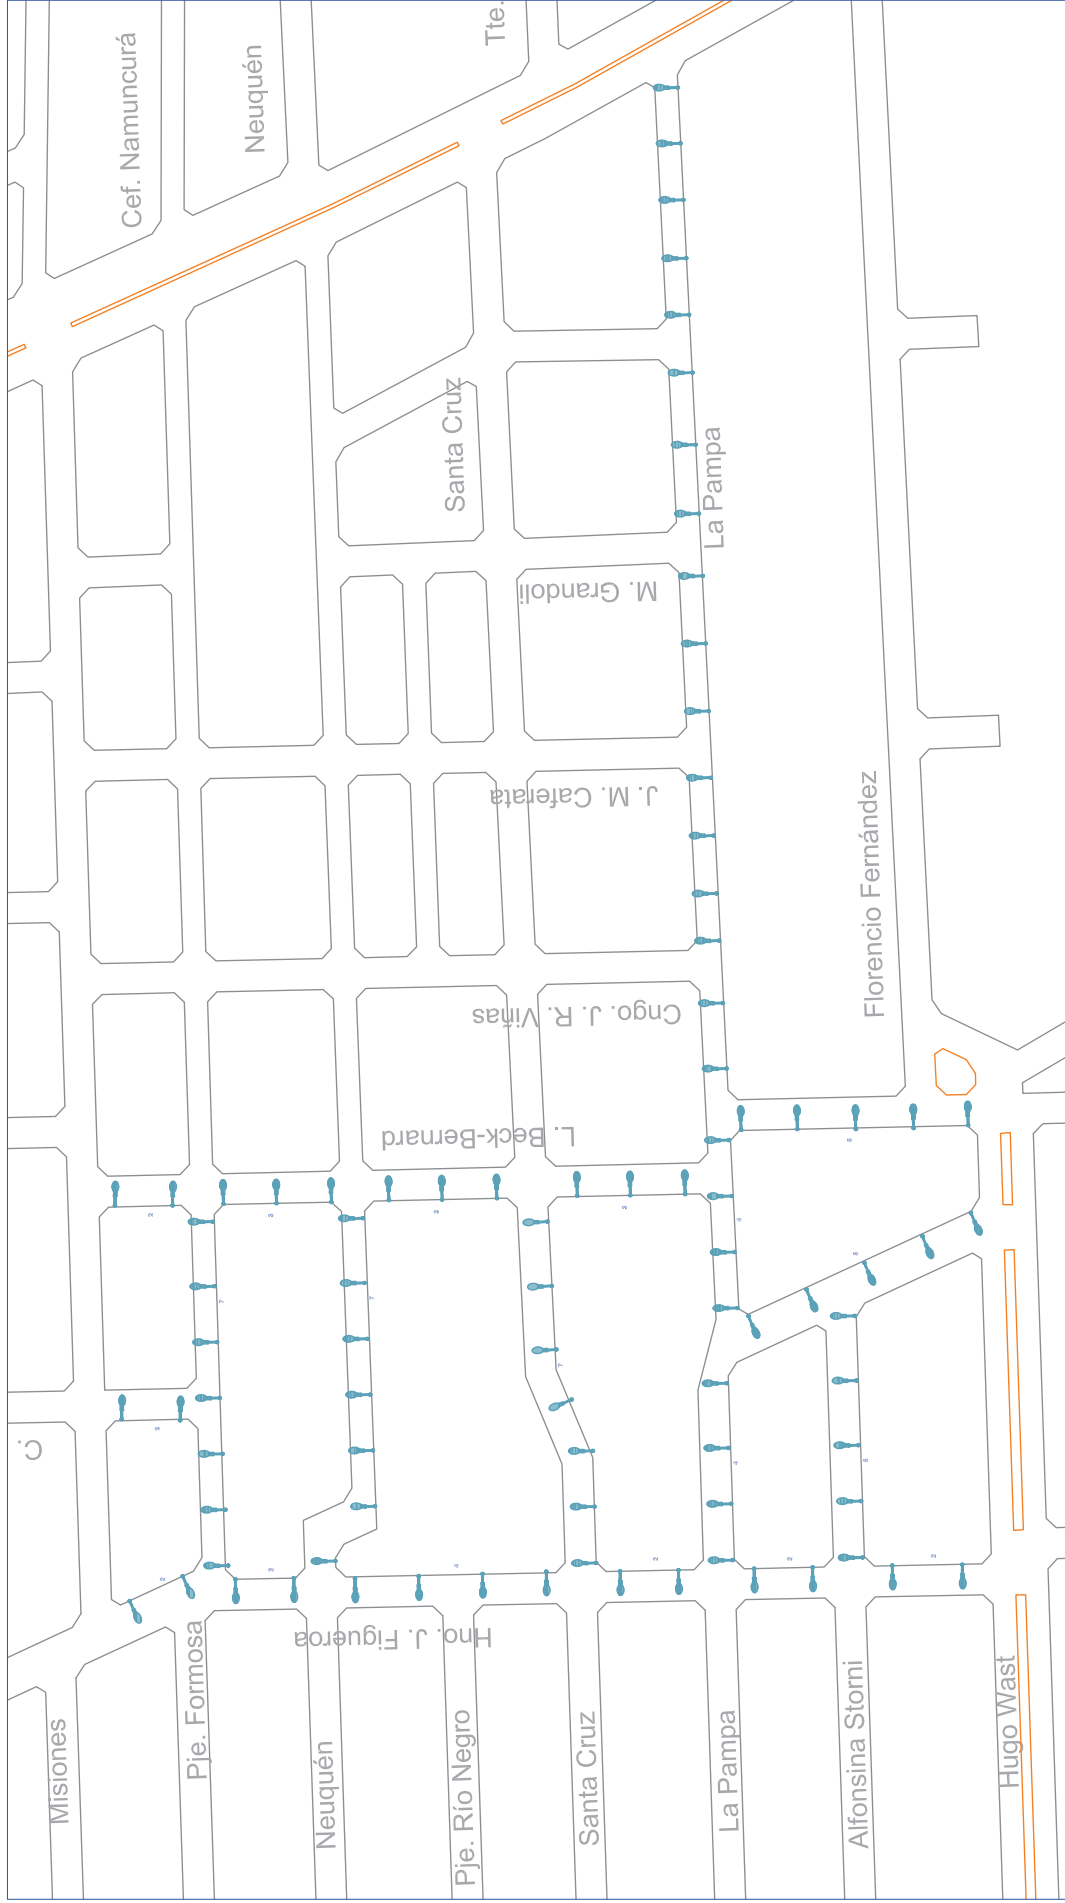 Tte.
Cef. Namuncurá
Neuquén
Santa Cruz
La Pampa
M. Grandoli
J. M. Caferata
Florencio Fernández
Cngo. J. R. Viñas
L. Beck-Bernard
C.
Hno. J. Figueroa
Misiones
Pje. Formosa
Neuquén
Pje. Río Negro
Santa Cruz
La Pampa
Alfonsina Storni
Hugo Wast